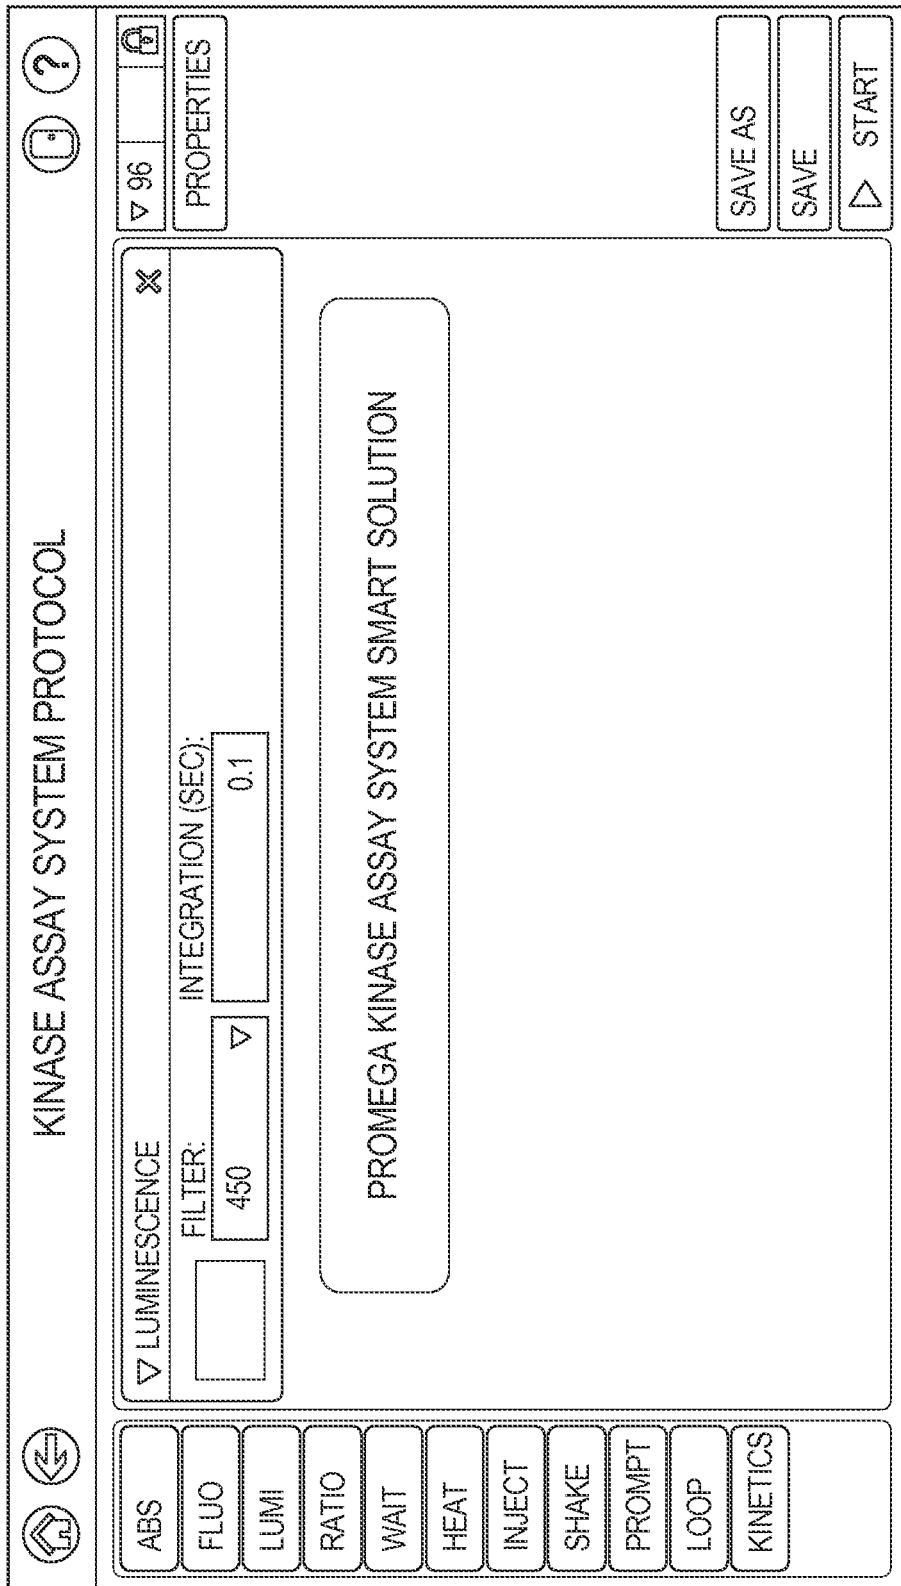 KINASE ASSAY SYSTEM PROTOCOL
?
ABS
FLUO
LUMI
RATIO
WAIT
HEAT
INJECT
SHAKE
PROMPT
LOOP
KINETICS
LUMINESCENCE
FILTER:
450
INTEGRATION (SEC):
0.1
PROMEGA KINASE ASSAY SYSTEM SMART SOLUTION
96
PROPERTIES
SAVE AS
SAVE
START